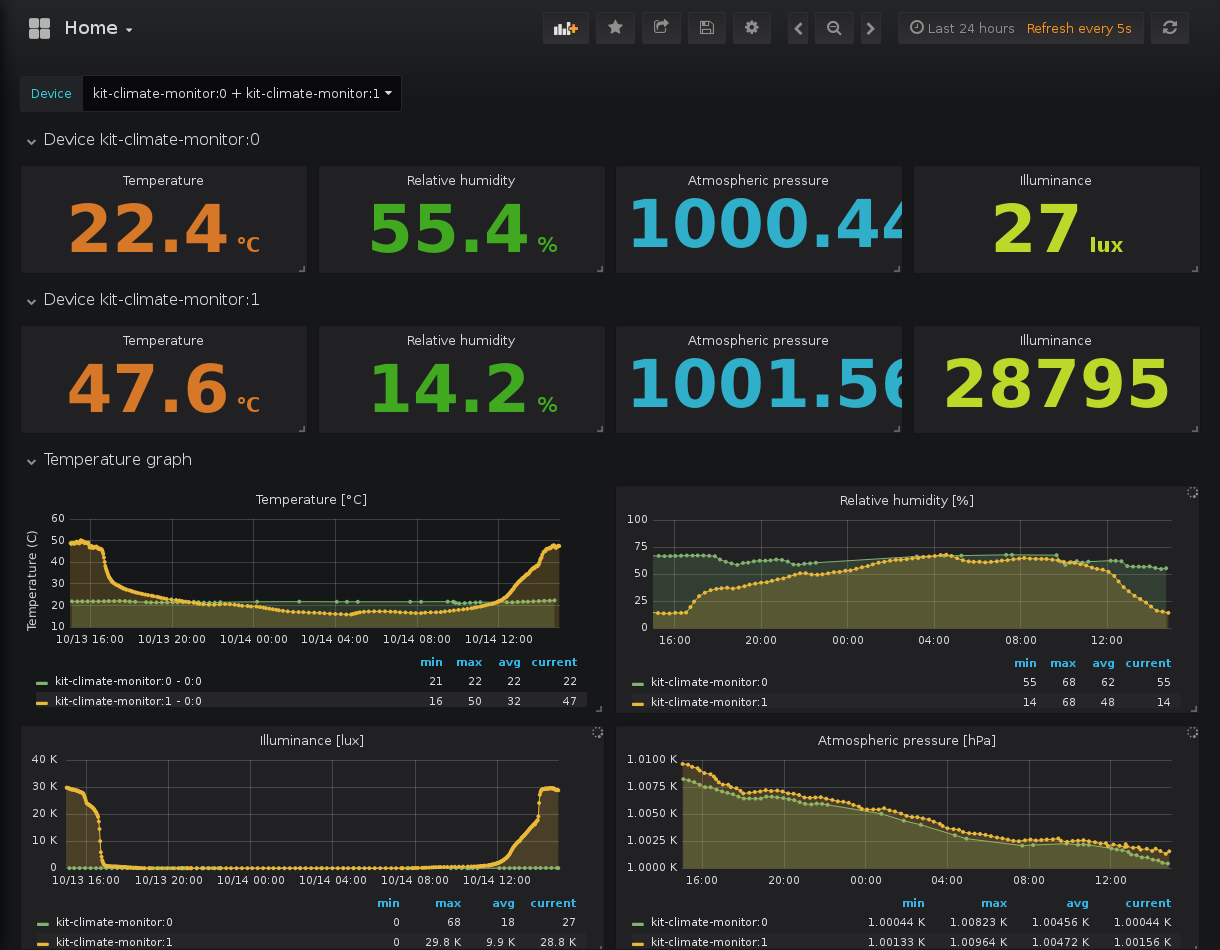 Home
Last 24 hours Refresh every 5s
Device kit-climate-monitor:0 + kit-climate-monitor:1
Device kit-climate-monitor:0
Temperature Relative humidity Atmospheric pressure Illuminance
22.4 °C 55.4 % 1000.44 27 lux
Device kit-climate-monitor:1
Temperature Relative humidity Atmospheric pressure Illuminance
47.6 °C 14.2 % 1001.56 28795
Temperature graph
Temperature [°C]
Temperature (C)
60
50
40
30
20
10
10/13 16:00 10/13 20:00 10/14 00:00 10/14 04:00 10/14 08:00 10/14 12:00
min max avg current
kit-climate-monitor:0 - 0:0 21 22 22 22
kit-climate-monitor:1 - 0:0 16 50 32 47
Relative humidity [%]
100
75
50
25
0
16:00 20:00 00:00 04:00 08:00 12:00
min max avg current
kit-climate-monitor:0 55 68 62 55
kit-climate-monitor:1 14 68 48 14
Illuminance [lux]
40 K
30 K
20 K
10 K
0
10/13 16:00 10/13 20:00 10/14 00:00 10/14 04:00 10/14 08:00 10/14 12:00
min max avg current
kit-climate-monitor:0 0 68 18 27
kit-climate-monitor:1 0 29.8 K 9.9 K 28.8 K
Atmospheric pressure [hPa]
1.0100 K
1.0075 K
1.0050 K
1.0025 K
1.0000 K
16:00 20:00 00:00 04:00 08:00 12:00
min max avg current
kit-climate-monitor:0 1.00044 K 1.00823 K 1.00456 K 1.00044 K
kit-climate-monitor:1 1.00133 K 1.00964 K 1.00472 K 1.00156 K